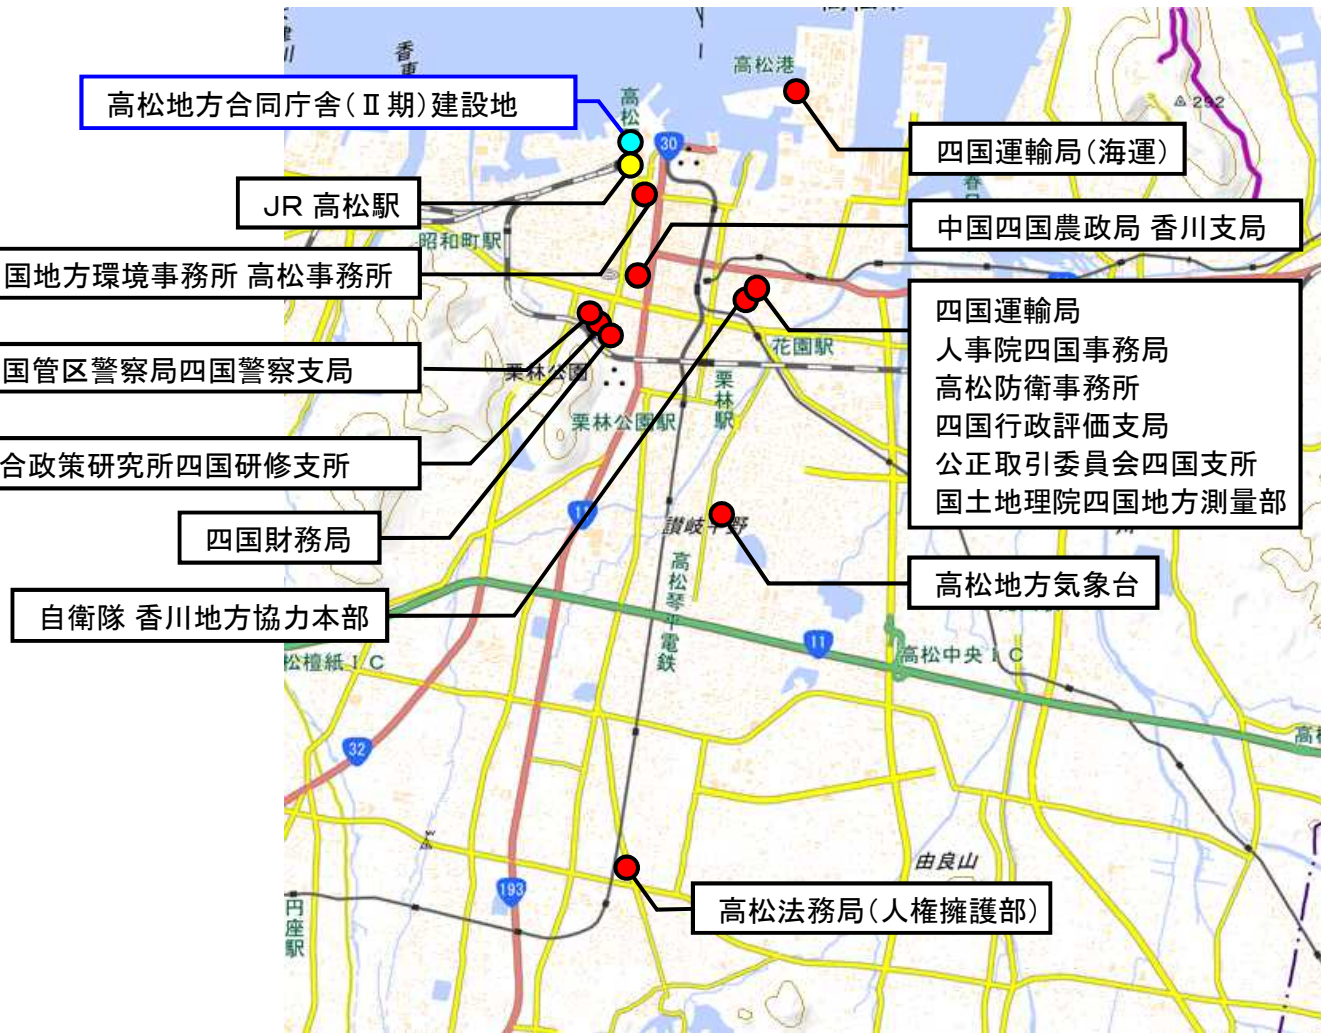 高松港
292
高松地方合同庁舎(Ⅱ期)建設地
30
四国運輸局(海運)
JR 高松駅
中国四国農政局 香川支局
昭和町駅
国地方環境事務所 高松事務所
四国運輸局
人事院四国事務局
高松防衛事務所
四国行政評価支局
公正取引委員会四国支所
国土地理院四国地方測量部
花園駅
国管区警察局四国警察支局
栗林公園
栗林駅
栗林公園駅
合政策研究所四国研修支所
11
讃岐平野
四国財務局
高松琴平電鉄
高松地方気象台
自衛隊 香川地方協力本部
11
松檀紙IC
高松中央IC
32
由良山
193
高松法務局(人権擁護部)
円座駅